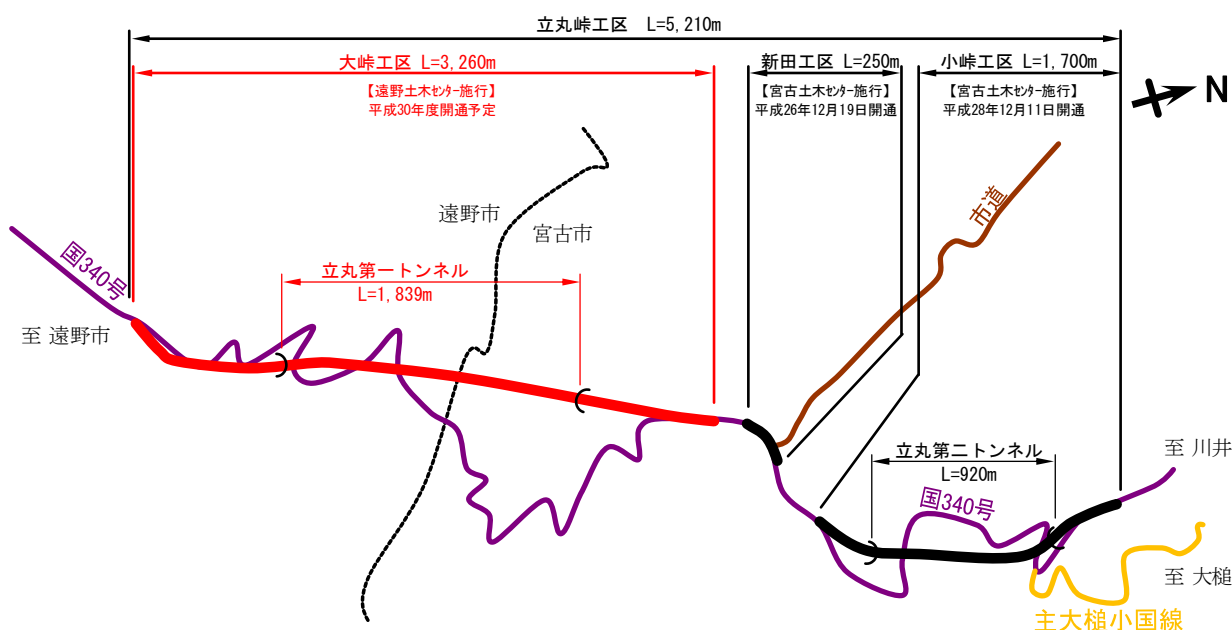 立丸峠工区 L=5,210m
大峠工区 L=3,260m
【遠野土木センター施行】
平成30年度開通予定
新田工区 L=250m
【宮古土木センター施行】
平成26年12月19日開通
小峠工区 L=1,700m
【宮古土木センター施行】
平成28年12月11日開通
N
遠野市
宮古市
市道
国340号
至 遠野市
立丸第一トンネル
L=1,839m
立丸第二トンネル
L=920m
国340号
至 川井
至 大槌
主大槌小国線